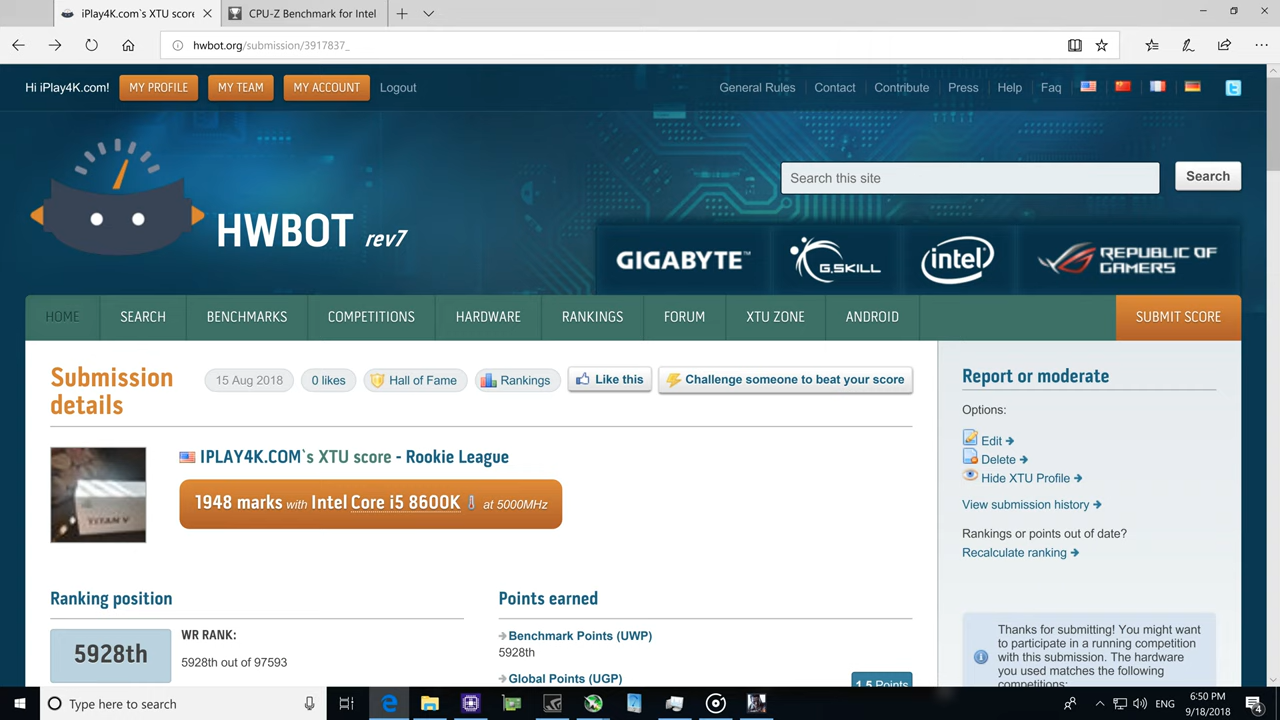 iPlay4K.com`s XTU score
CPU-Z Benchmark for Intel
hwbot.org/submission/3917837_
Hi iPlay4K.com!
MY PROFILE
MY TEAM
MY ACCOUNT
Logout
General Rules
Contact
Contribute
Press
Help
Faq
Search this site
Search
HWBOT rev7
GIGABYTE™
G.SKILL
intel
REPUBLIC OF
GAMERS
HOME
SEARCH
BENCHMARKS
COMPETITIONS
HARDWARE
RANKINGS
FORUM
XTU ZONE
ANDROID
SUBMIT SCORE
Submission
details
15 Aug 2018
0 likes
Hall of Fame
Rankings
Like this
Challenge someone to beat your score
IPLAY4K.COM`s XTU score - Rookie League
TITAN V
1948 marks with Intel Core i5 8600K at 5000MHz
Ranking position
5928th
WR RANK:
5928th out of 97593
Points earned
Benchmark Points (UWP)
5928th
Global Points (UGP)
1.5 Points
Report or moderate
Options:
Edit
Delete
Hide XTU Profile
View submission history
Rankings or points out of date?
Recalculate ranking
Thanks for submitting! You might want
to participate in a running competition
with this submission. The hardware
you used matches the following
competitions:
Type here to search
ENG
6:50 PM
9/18/2018
4